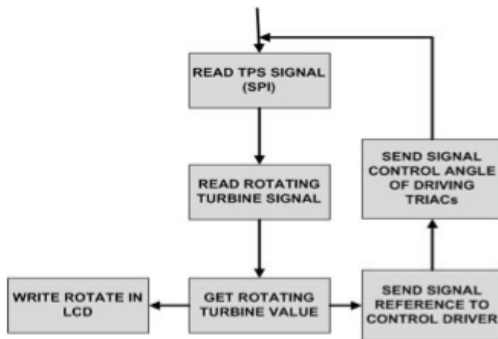 READ TPS SIGNAL
(SPI)
READ ROTATING
TURBINE SIGNAL
SEND SIGNAL
CONTROL ANGLE
OF DRIVING
TRIACs
WRITE ROTATE IN
LCD
GET ROTATING
TURBINE VALUE
SEND SIGNAL
REFERENCE TO
CONTROL DRIVER